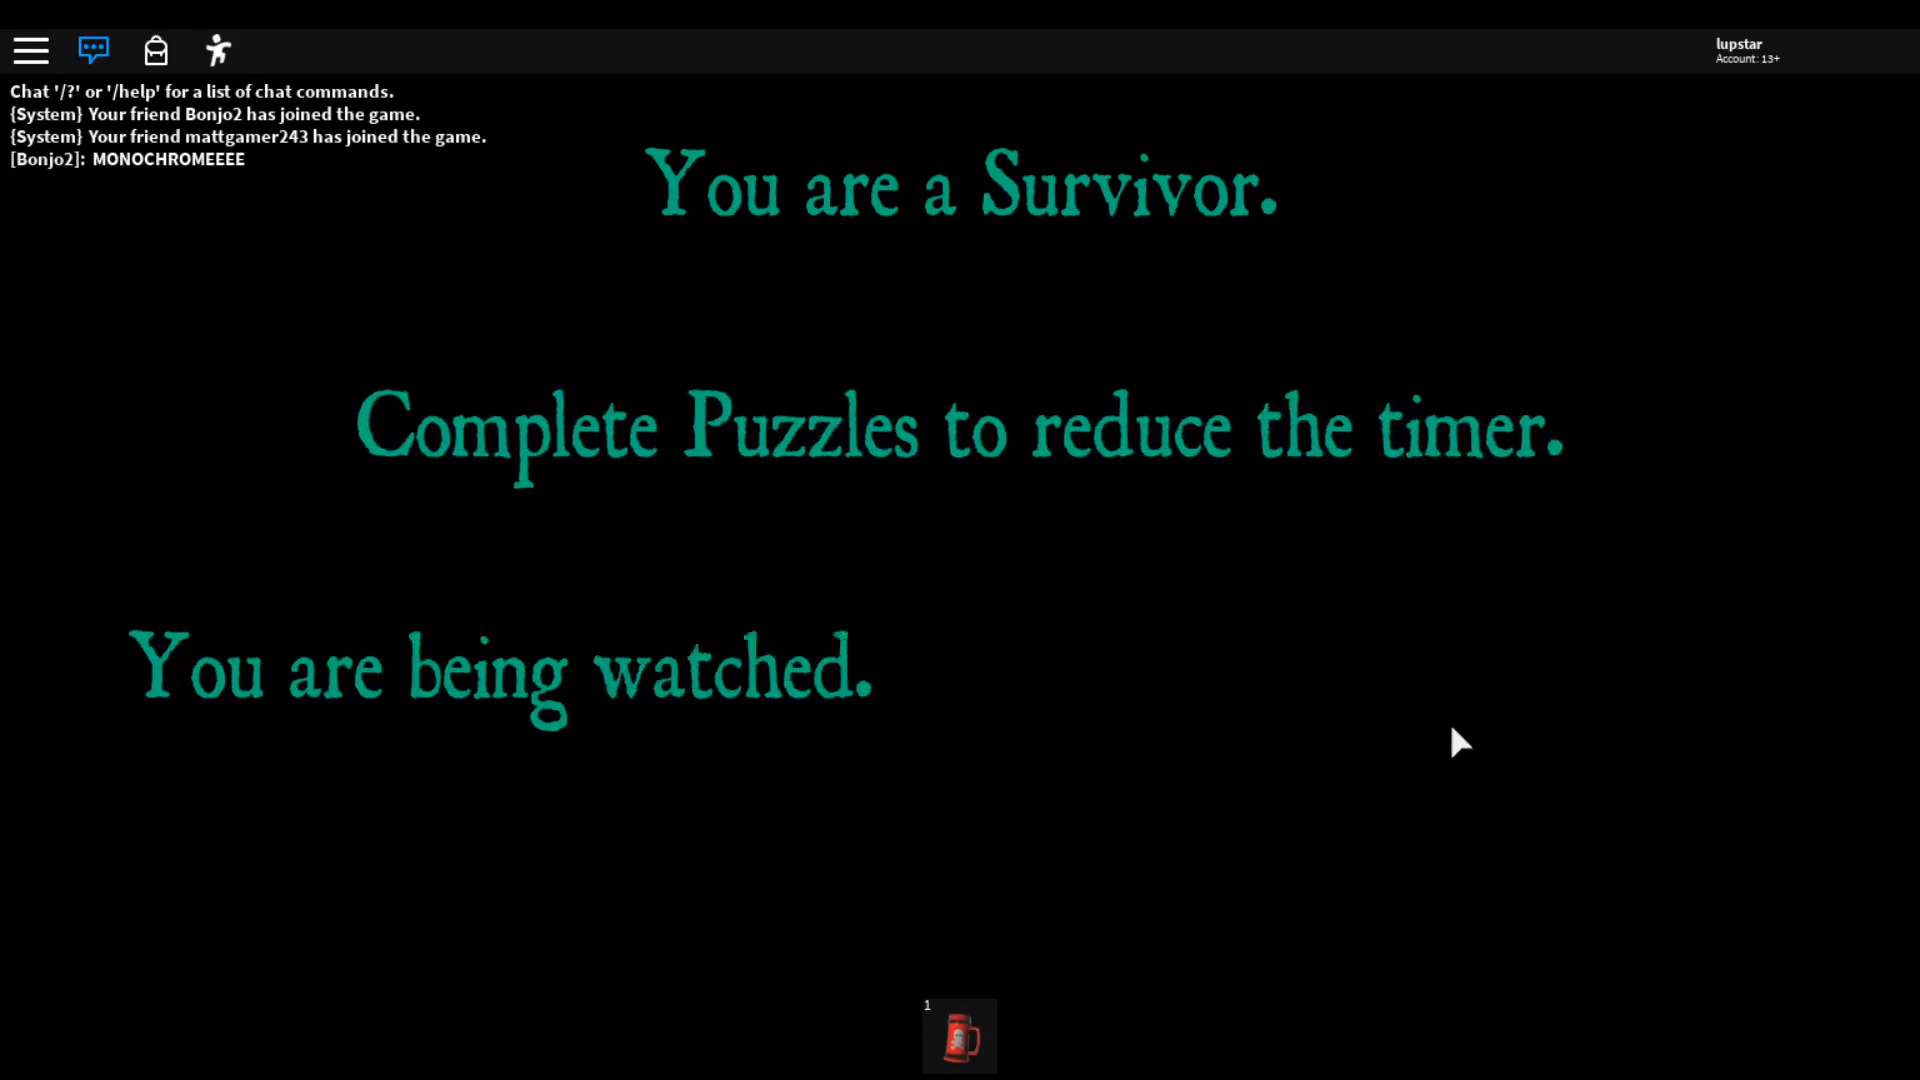 lupstar
Account: 13+
Chat '/?' or '/help' for a list of chat commands.
{System} Your friend Bonjo2 has joined the game.
{System} Your friend mattgamer243 has joined the game.
[Bonjo2]: MONOCHROMEEEE
You are a Survivor.
Complete Puzzles to reduce the timer.
You are being watched.
1